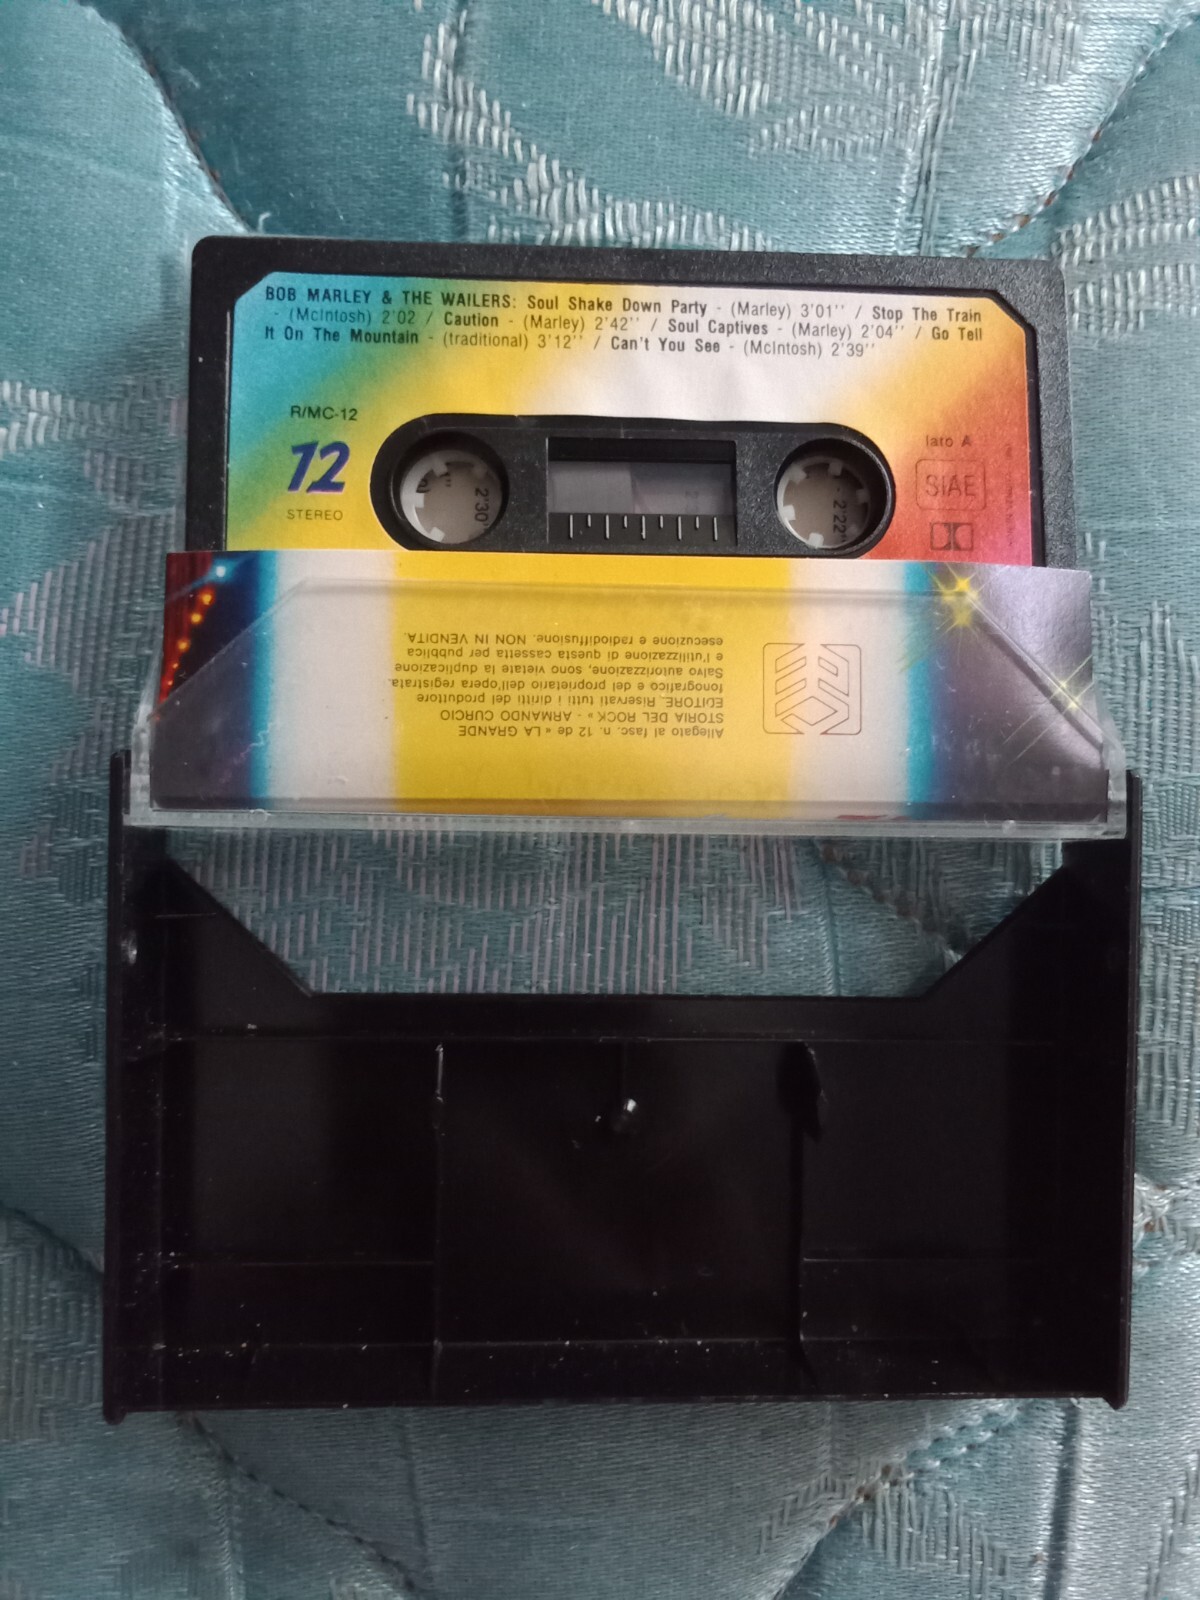 BOB MARLEY & THE WAILERS: Soul Shake Down Party - (Marley) 3'01'' / Stop The Train
- (McIntosh) 2'02 / Caution - (Marley) 2'42'' / Soul Captives - (Marley) 2'04'' / Go Tell
It On The Mountain - (traditional) 3'12'' / Can't You See - (McIntosh) 2'39''
R/MC-12
12
STEREO
lato A
SIAE
2'30''
2'22''
Allegato al fasc. n. 12 de « LA GRANDE
STORIA DEL ROCK » - ARMANDO CURCIO
EDITORE. Riservati tutti i diritti del produttore
fonografico e del proprietario dell'opera registrata.
Salvo autorizzazione, sono vietate la duplicazione
e l'utilizzazione di questa cassetta per pubblica
esecuzione e radiodiffusione. NON IN VENDITA.